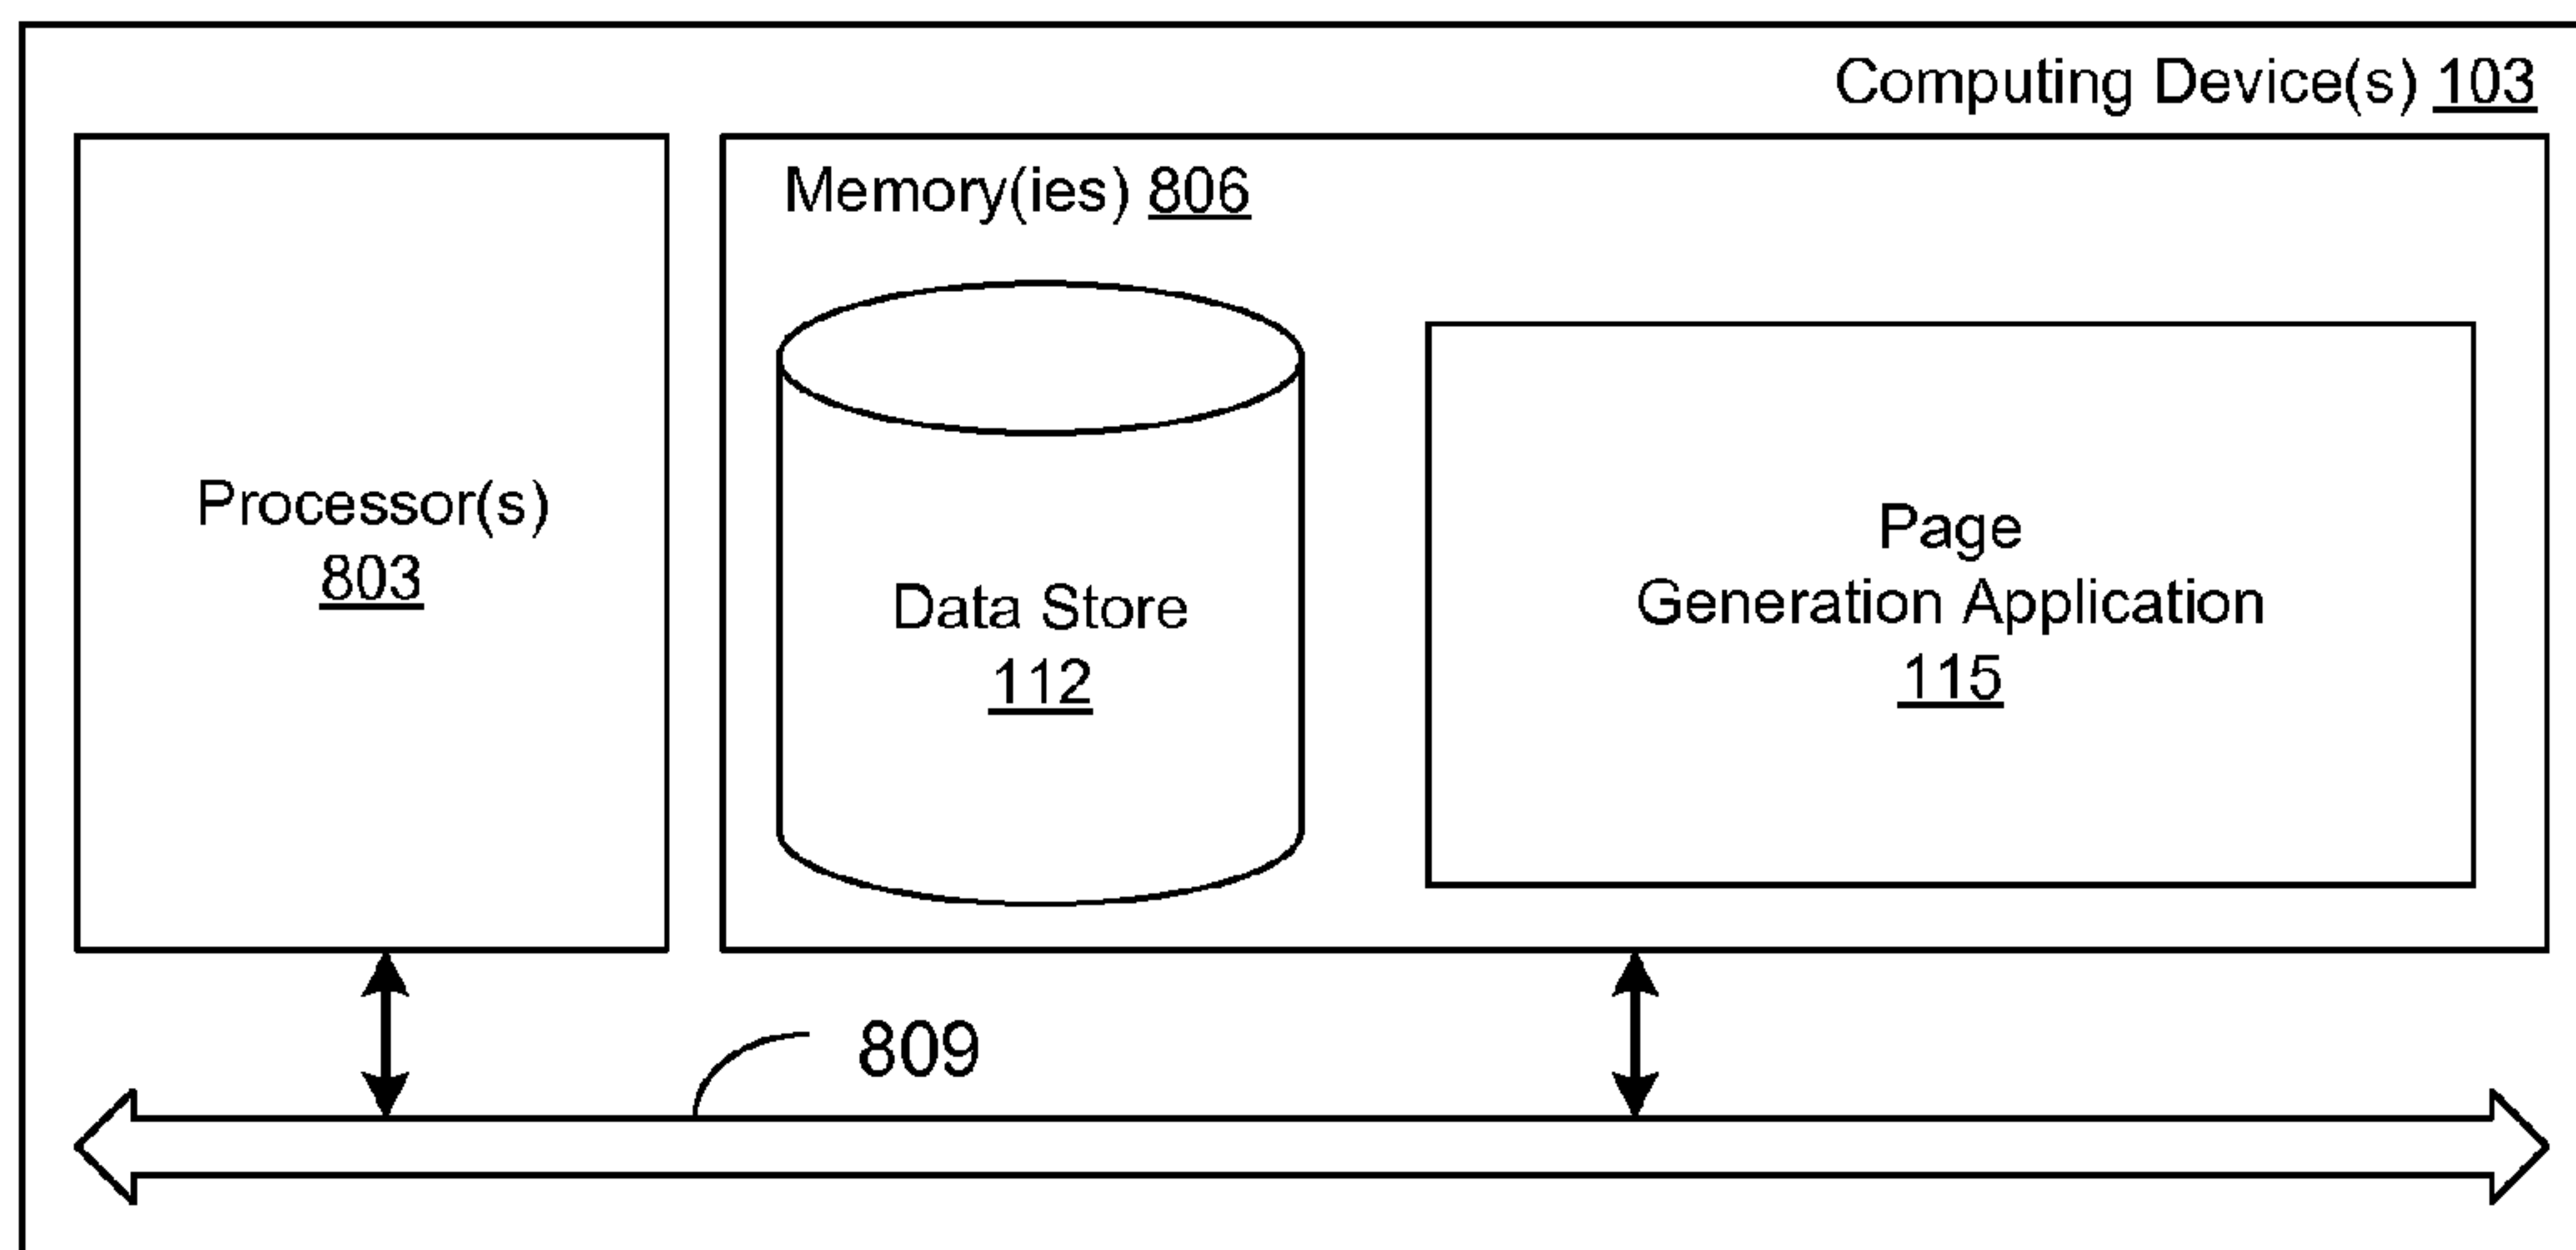 Computing Device(s) 103
Memory(ies) 806
Processor(s)
803
Data Store
112
Page
Generation Application
115
809